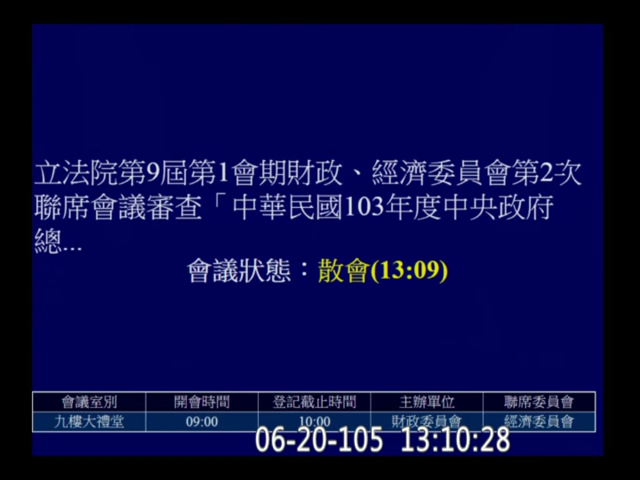 立法院第9屆第1會期財政、經濟委員會第2次
聯席會議審查「中華民國103年度中央政府
總...
會議狀態：散會(13:09)
會議室別 開會時間 登記截止時間 主辦單位 聯席委員會
九樓大禮堂 09:00 10:00 財政委員會 經濟委員會
06-20-105 13:10:28